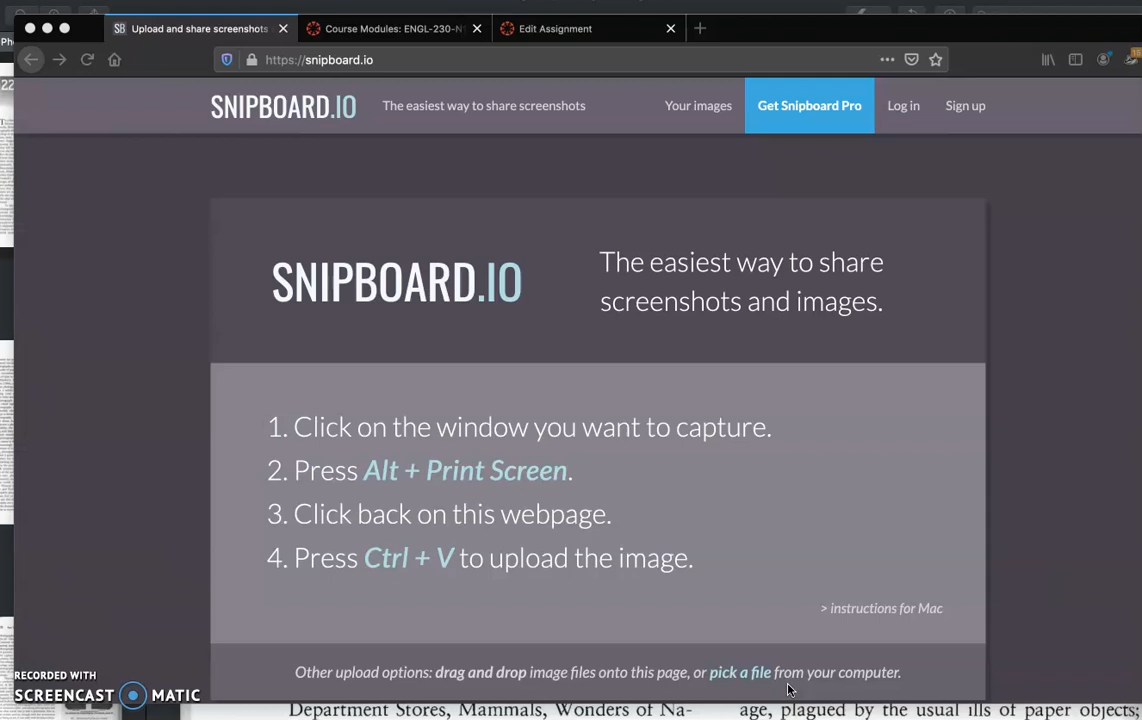 Upload and share screenshots
Course Modules: ENGL-230-N
Edit Assignment
https://snipboard.io
SNIPBOARD.IO
The easiest way to share screenshots
Your images
Get Snipboard Pro
Log in
Sign up
SNIPBOARD.IO
The easiest way to share
screenshots and images.
1. Click on the window you want to capture.
2. Press Alt + Print Screen.
3. Click back on this webpage.
4. Press Ctrl + V to upload the image.
> instructions for Mac
Other upload options: drag and drop image files onto this page, or pick a file from your computer.
RECORDED WITH
SCREENCAST MATIC
Department Stores, Mammals, Wonders of Na-
age, plagued by the usual ills of paper objects: